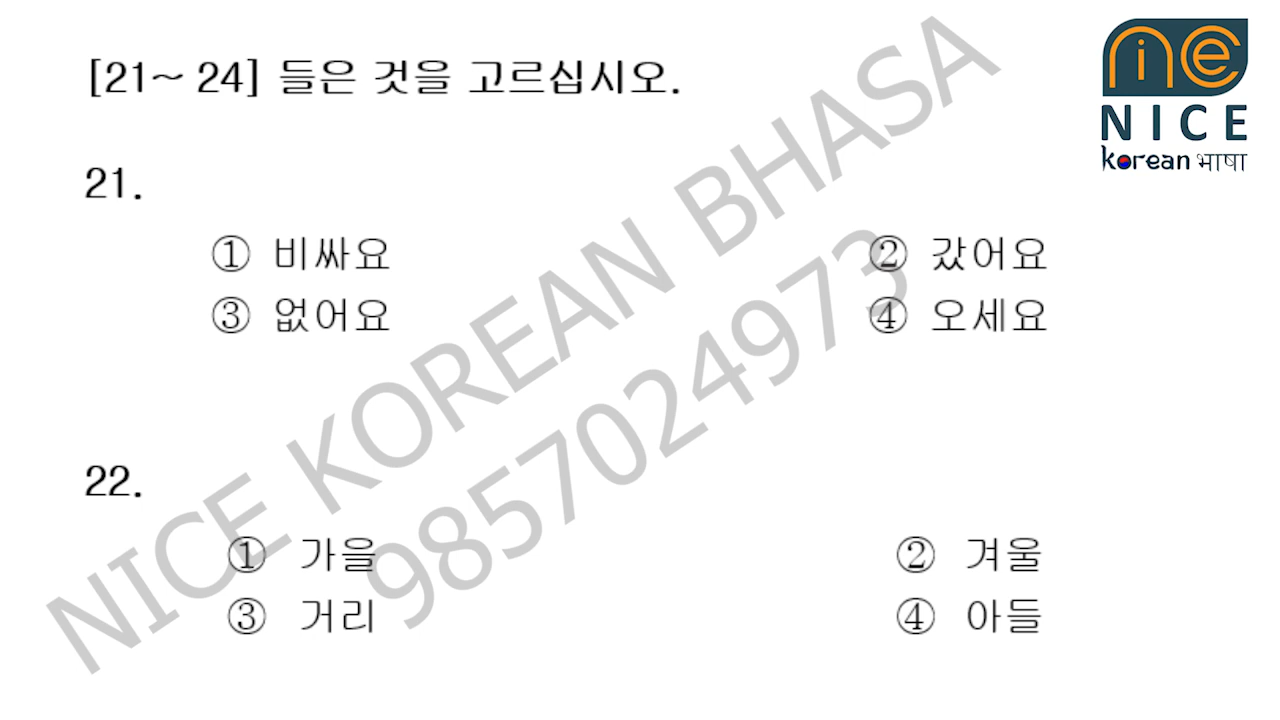 [21~ 24] 들은 것을 고르십시오.
NICE
korean भाषा
21.
① 비싸요 ② 갔어요
③ 없어요 ④ 오세요
22.
① 가을 ② 겨울
③ 거리 ④ 아들
NICE KOREAN BHASA
9857024973